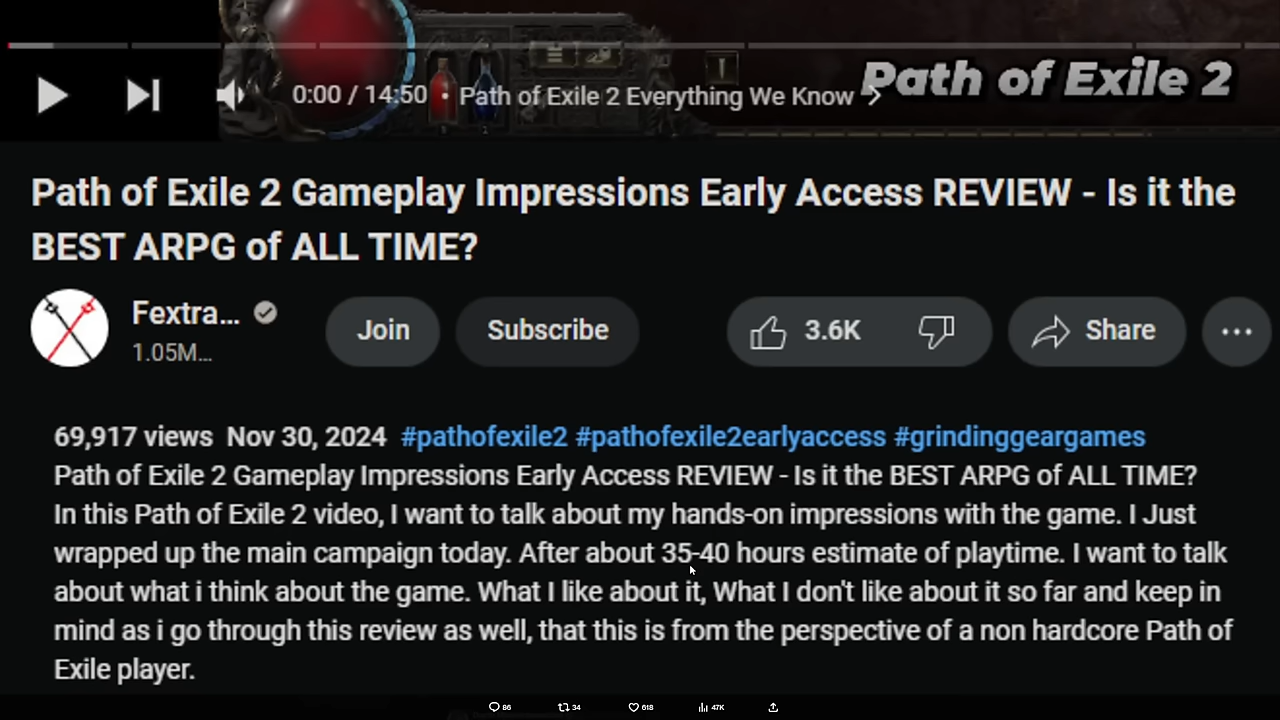 Path of Exile 2
0:00 / 14:50 • Path of Exile 2 Everything We Know >
Path of Exile 2 Gameplay Impressions Early Access REVIEW - Is it the
BEST ARPG of ALL TIME?
Fextra...
Join
Subscribe
3.6K
Share
1.05M...
69,917 views Nov 30, 2024 #pathofexile2 #pathofexile2earlyaccess #grindinggeargames
Path of Exile 2 Gameplay Impressions Early Access REVIEW - Is it the BEST ARPG of ALL TIME?
In this Path of Exile 2 video, I want to talk about my hands-on impressions with the game. I Just
wrapped up the main campaign today. After about 35-40 hours estimate of playtime. I want to talk
about what i think about the game. What I like about it, What I don't like about it so far and keep in
mind as i go through this review as well, that this is from the perspective of a non hardcore Path of
Exile player.
86 34 618 47K